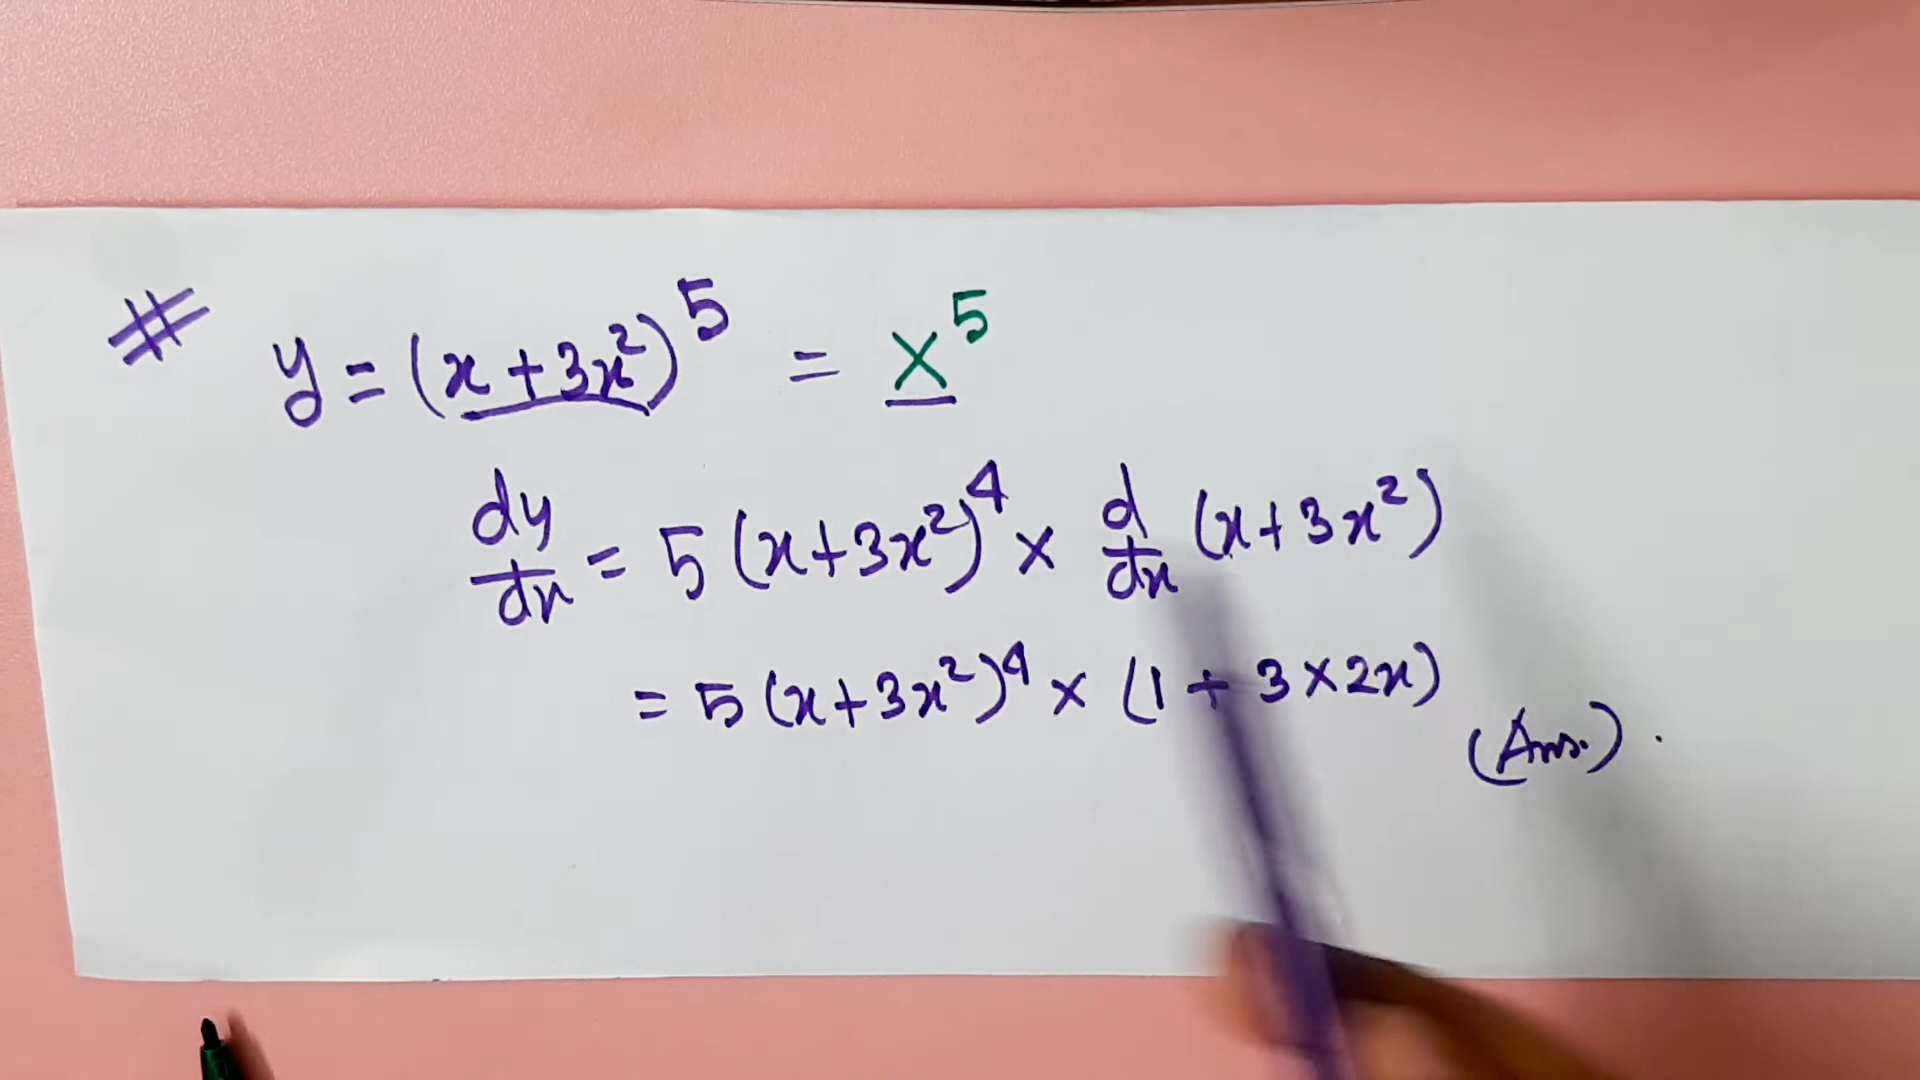 # y = (x+3x²)⁵ = X⁵
dy/dx = 5(x+3x²)⁴ × d/dx (x+3x²)
= 5(x+3x²)⁴ × (1 + 3×2x)
(Ans.).